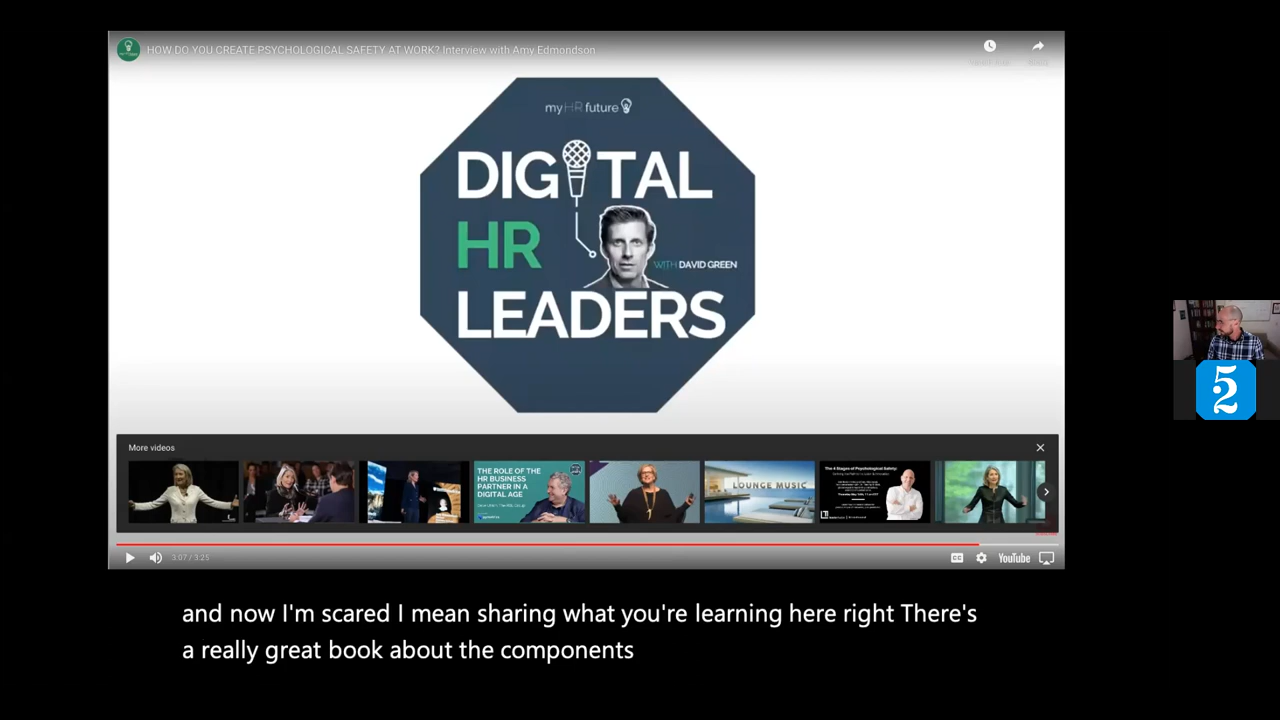 HOW DO YOU CREATE PSYCHOLOGICAL SAFETY AT WORK? Interview with Amy Edmondson
myHRfuture
DIGITAL
HR
WITH DAVID GREEN
LEADERS
More videos
THE ROLE OF THE
HR BUSINESS
PARTNER IN A
DIGITAL AGE
LOUNGE MUSIC
The 4 Stages of Psychological Safety:
3:07 / 3:25
CC
YouTube
52
and now I'm scared I mean sharing what you're learning here right There's
a really great book about the components